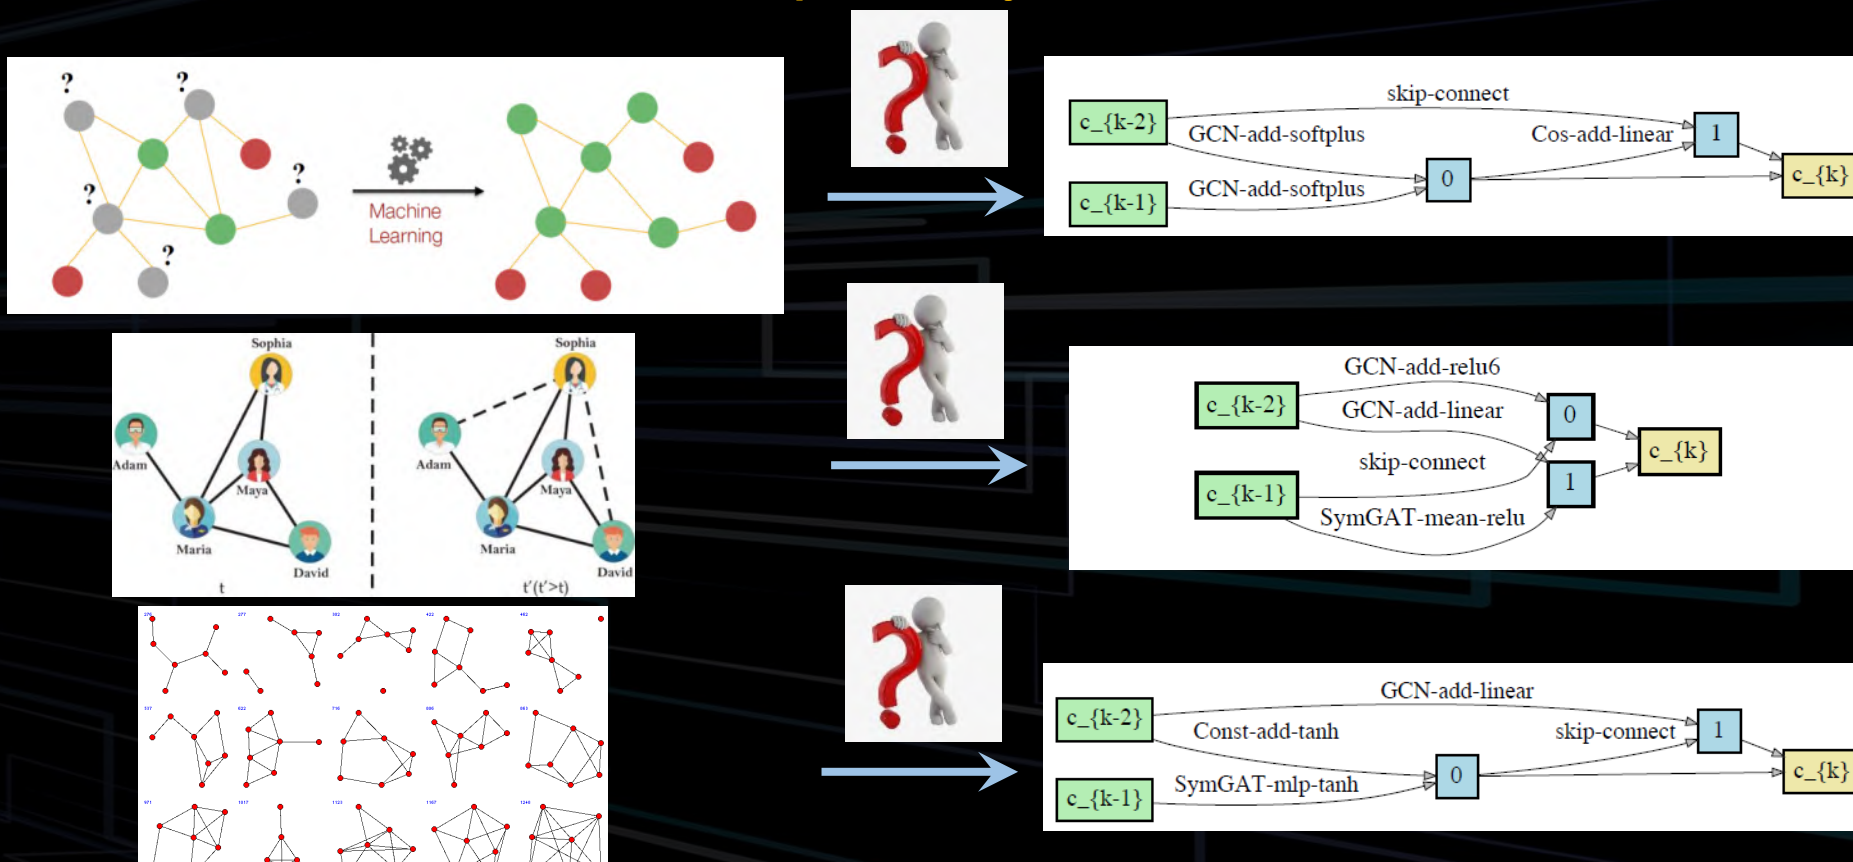 ?
?
?
?
?
Machine
Learning
skip-connect
c_{k-2}
GCN-add-softplus
Cos-add-linear
1
0
c_{k}
GCN-add-softplus
c_{k-1}
Sophia
Adam
Maya
Maria
David
t
Sophia
Adam
Maya
Maria
David
t'(t'>t)
GCN-add-relu6
c_{k-2}
GCN-add-linear
0
c_{k}
skip-connect
c_{k-1}
1
SymGAT-mean-relu
277
GCN-add-linear
c_{k-2}
Const-add-tanh
skip-connect
1
0
c_{k}
SymGAT-mlp-tanh
c_{k-1}